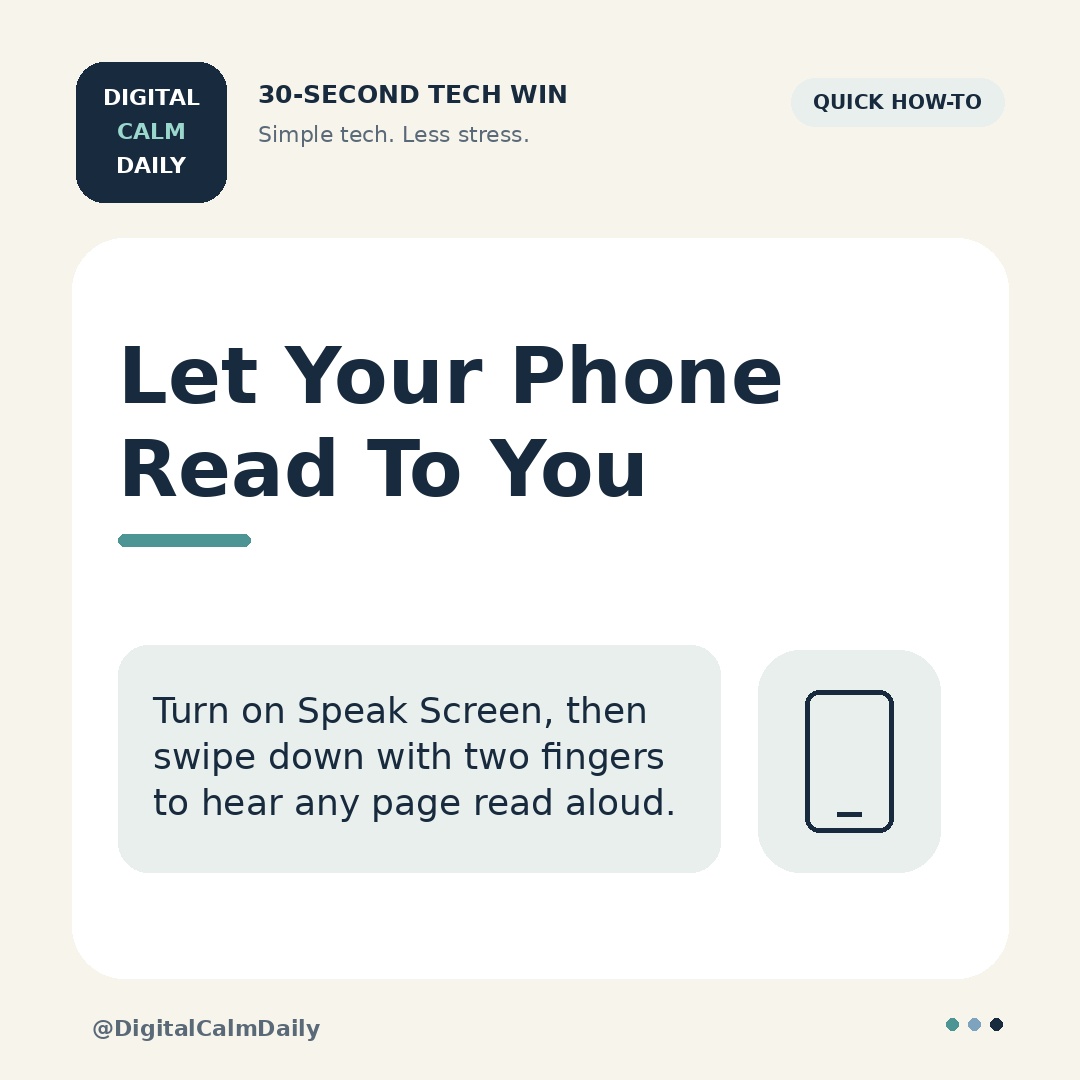 DIGITAL
CALM
DAILY
30-SECOND TECH WIN
Simple tech. Less stress.
QUICK HOW-TO
Let Your Phone
Read To You
Turn on Speak Screen, then
swipe down with two fingers
to hear any page read aloud.
@DigitalCalmDaily